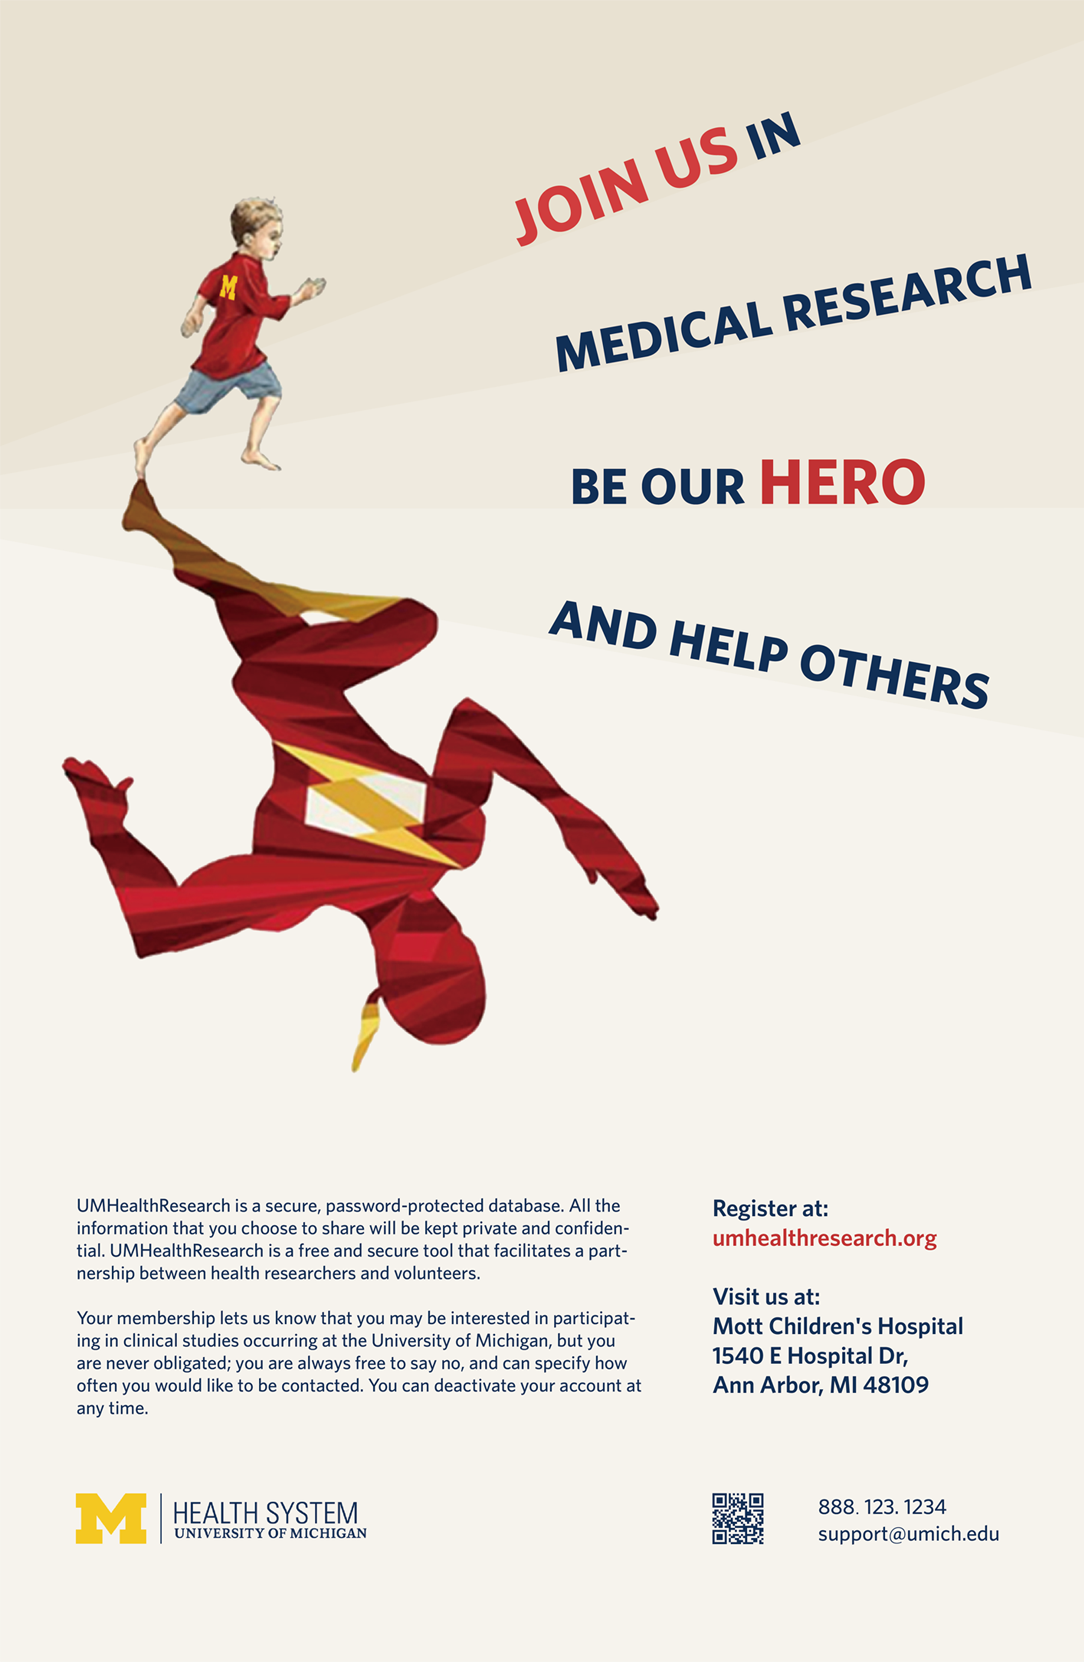 JOIN US IN
MEDICAL RESEARCH
BE OUR HERO
AND HELP OTHERS
M
UMHealthResearch is a secure, password-protected database. All the
information that you choose to share will be kept private and confiden-
tial. UMHealthResearch is a free and secure tool that facilitates a part-
nership between health researchers and volunteers.
Your membership lets us know that you may be interested in participat-
ing in clinical studies occurring at the University of Michigan, but you
are never obligated; you are always free to say no, and can specify how
often you would like to be contacted. You can deactivate your account at
any time.
Register at:
umhealthresearch.org
Visit us at:
Mott Children's Hospital
1540 E Hospital Dr,
Ann Arbor, MI 48109
M
HEALTH SYSTEM
UNIVERSITY OF MICHIGAN
888. 123. 1234
support@umich.edu